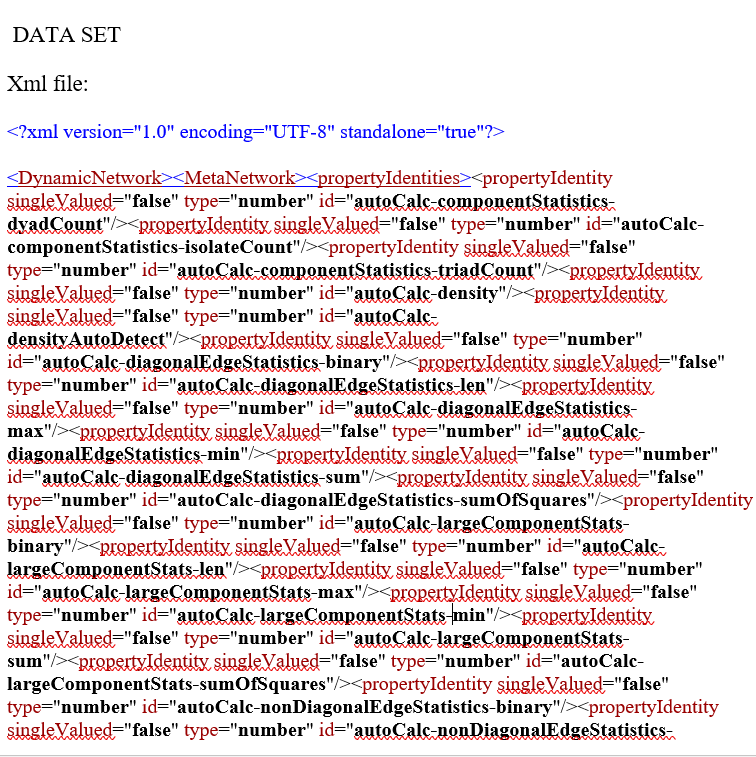 DATA SET
Xml file:
<?xml version="1.0" encoding="UTF-8" standalone="true"?>
<DynamicNetwork><MetaNetwork><propertyIdentities><propertyIdentity
singleValued="false" type="number" id="autoCalc-componentStatistics-
dyadCount"/><propertyIdentity singleValued="false" type="number" id="autoCalc-
componentStatistics-isolateCount"/><propertyIdentity singleValued="false"
type="number" id="autoCalc-componentStatistics-triadCount"/><propertyIdentity
singleValued="false" type="number" id="autoCalc-density"/><propertyIdentity
singleValued="false" type="number" id="autoCalc-
densityAutoDetect"/><propertyIdentity singleValued="false" type="number"
id="autoCalc-diagonalEdgeStatistics-binary"/><propertyIdentity singleValued="false"
type="number" id="autoCalc-diagonalEdgeStatistics-len"/><propertyIdentity
singleValued="false" type="number" id="autoCalc-diagonalEdgeStatistics-
max"/><propertyIdentity singleValued="false" type="number" id="autoCalc-
diagonalEdgeStatistics-min"/><propertyIdentity singleValued="false" type="number"
id="autoCalc-diagonalEdgeStatistics-sum"/><propertyIdentity singleValued="false"
type="number" id="autoCalc-diagonalEdgeStatistics-sumOfSquares"/><propertyIdentity
singleValued="false" type="number" id="autoCalc-largeComponentStats-
binary"/><propertyIdentity singleValued="false" type="number" id="autoCalc-
largeComponentStats-len"/><propertyIdentity singleValued="false" type="number"
id="autoCalc-largeComponentStats-max"/><propertyIdentity singleValued="false"
type="number" id="autoCalc-largeComponentStats-min"/><propertyIdentity
singleValued="false" type="number" id="autoCalc-largeComponentStats-
sum"/><propertyIdentity singleValued="false" type="number" id="autoCalc-
largeComponentStats-sumOfSquares"/><propertyIdentity singleValued="false"
type="number" id="autoCalc-nonDiagonalEdgeStatistics-binary"/><propertyIdentity
singleValued="false" type="number" id="autoCalc-nonDiagonalEdgeStatistics-